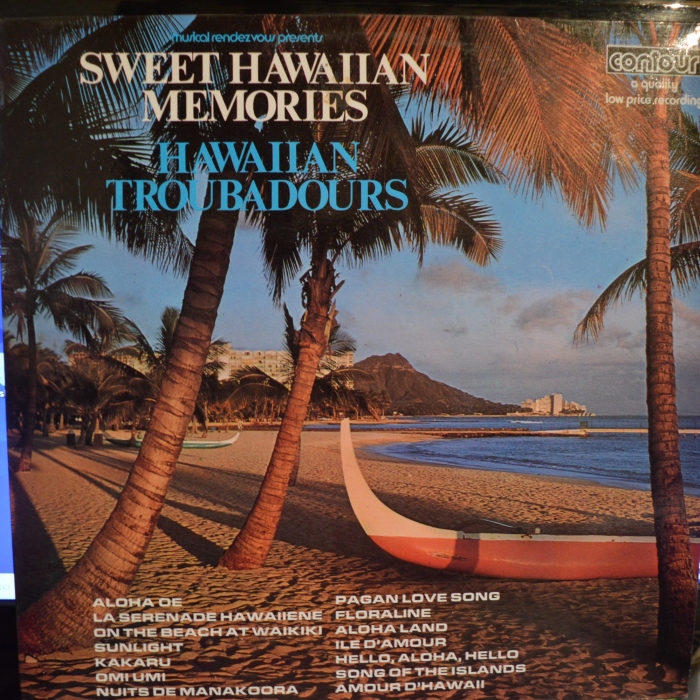 musical rendezvous presents
SWEET HAWAIIAN
MEMORIES
HAWAIIAN
TROUBADOURS
contour
a quality
low price recording
ALOHA OE
LA SERENADE HAWAIIENE
ON THE BEACH AT WAIKIKI
SUNLIGHT
KAKARU
OMI UMI
NUITS DE MANAKOORA
PAGAN LOVE SONG
FLORALINE
ALOHA LAND
ILE D'AMOUR
HELLO, ALOHA, HELLO
SONG OF THE ISLANDS
AMOUR D'HAWAII